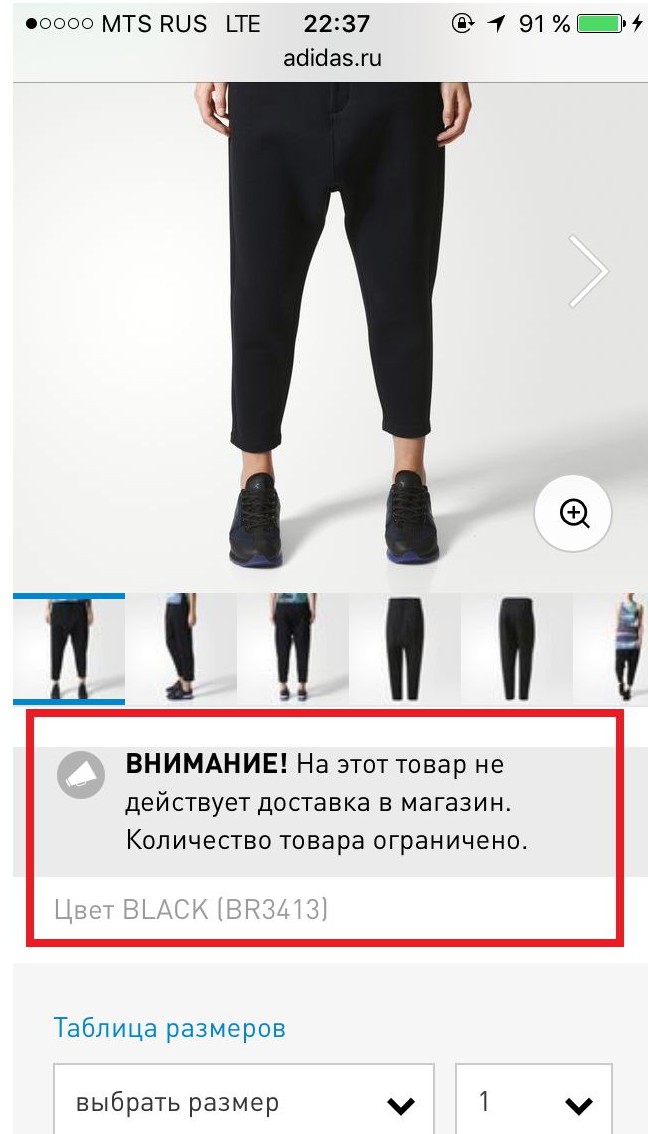 MTS RUS LTE 22:37 91 %
adidas.ru
ВНИМАНИЕ! На этот товар не
действует доставка в магазин.
Количество товара ограничено.
Цвет BLACK (BR3413)
Таблица размеров
выбрать размер 1